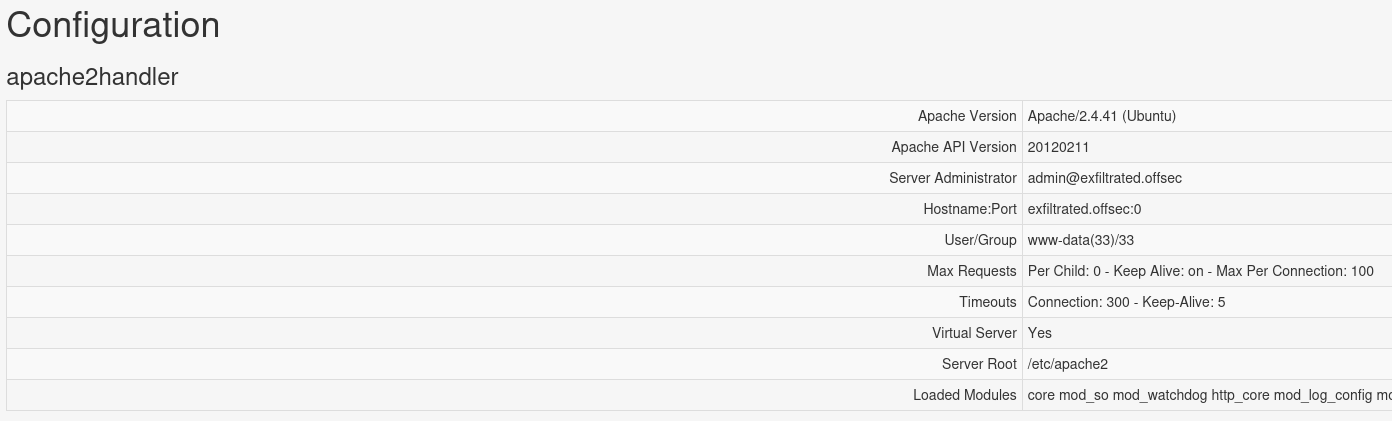 Configuration
apache2handler
Apache Version Apache/2.4.41 (Ubuntu)
Apache API Version 20120211
Server Administrator admin@exfiltrated.offsec
Hostname:Port exfiltrated.offsec:0
User/Group www-data(33)/33
Max Requests Per Child: 0 - Keep Alive: on - Max Per Connection: 100
Timeouts Connection: 300 - Keep-Alive: 5
Virtual Server Yes
Server Root /etc/apache2
Loaded Modules core mod_so mod_watchdog http_core mod_log_config